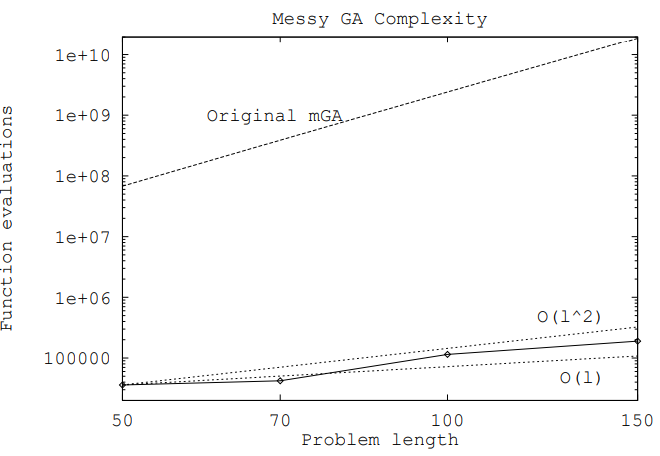 Messy GA Complexity
Function evaluations
1e+10
1e+09
1e+08
1e+07
1e+06
100000
Original mGA
O(l^2)
O(l)
50 70 100 150
Problem length